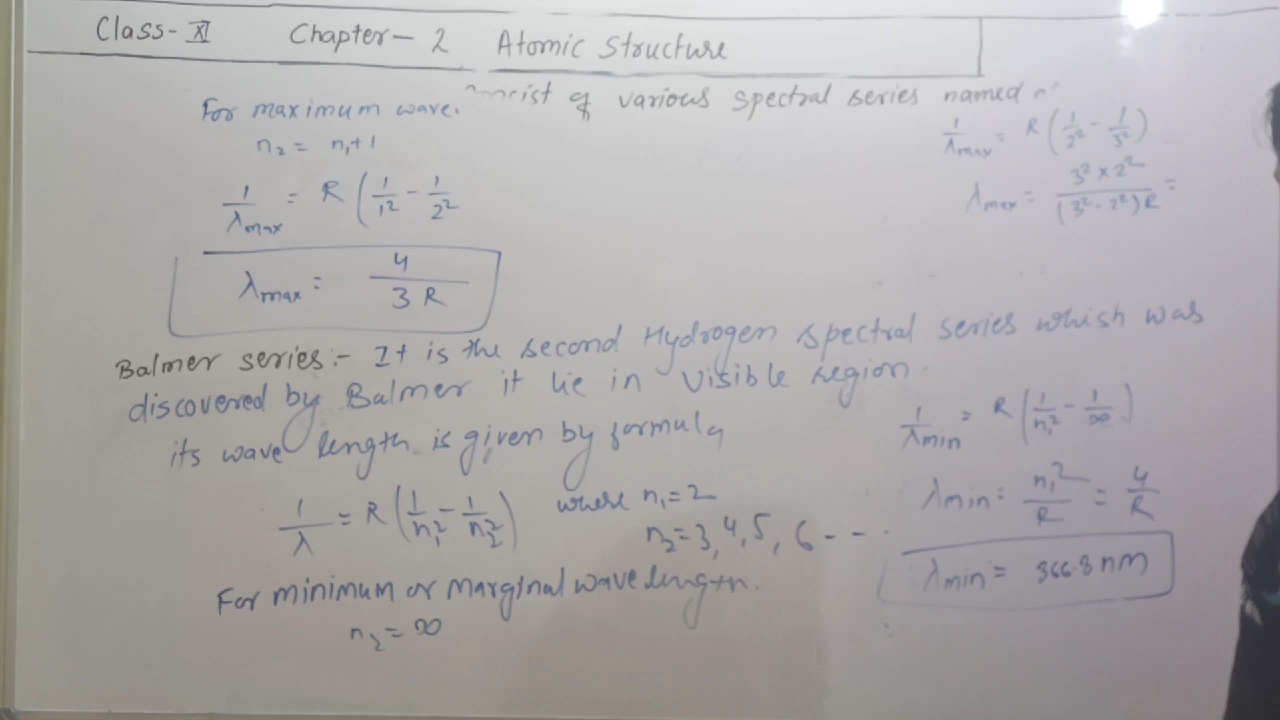 Class- XI Chapter- 2 Atomic Structure
of various spectral series named
For maximum wave.
n₂ = n₁+1
1/λmax = R (1/1² - 1/2²
λmax = 4/3R
1/λmax = R (1/2² - 1/3²)
λmax = 3² × 2²/(3² - 2²)R =
Balmer series:- It is the second Hydrogen spectral series which was
discovered by Balmer it lie in visible region.
its wave length is given by formula
1/λ = R (1/n₁² - 1/n₂²) where n₁ = 2
n₂ = 3, 4, 5, 6 - - -
For minimum or marginal wave length.
n₂ = ∞
1/λmin = R (1/n₁² - 1/∞)
λmin = n₁²/R = 4/R
λmin = 366.8 nm